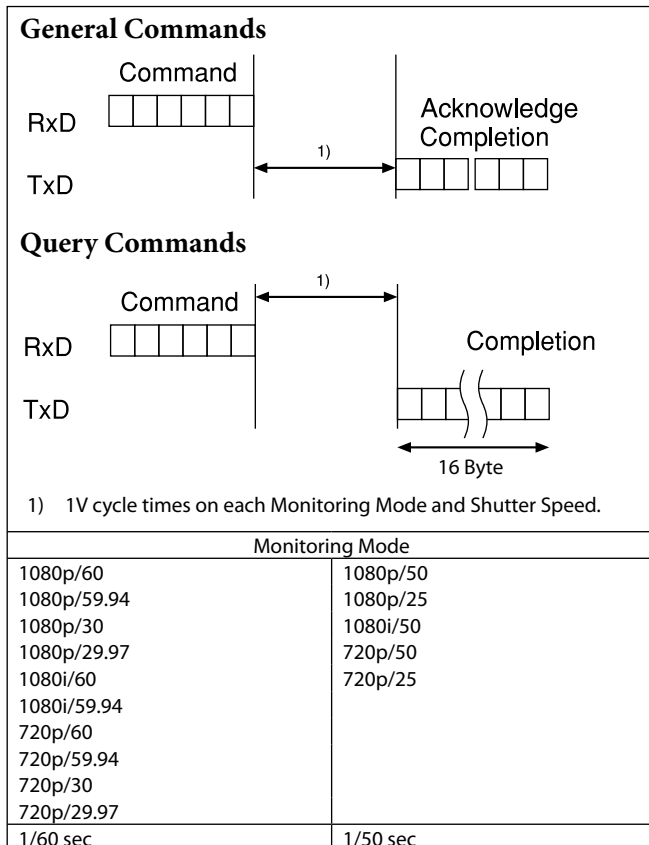 General Commands
Command
RxD
1)
Acknowledge
Completion
TxD
Query Commands
1)
Command
RxD
Completion
TxD
16 Byte
1) 1V cycle times on each Monitoring Mode and Shutter Speed.
Monitoring Mode
1080p/60 1080p/50
1080p/59.94 1080p/25
1080p/30 1080i/50
1080p/29.97 720p/50
1080i/60 720p/25
1080i/59.94
720p/60
720p/59.94
720p/30
720p/29.97
1/60 sec 1/50 sec